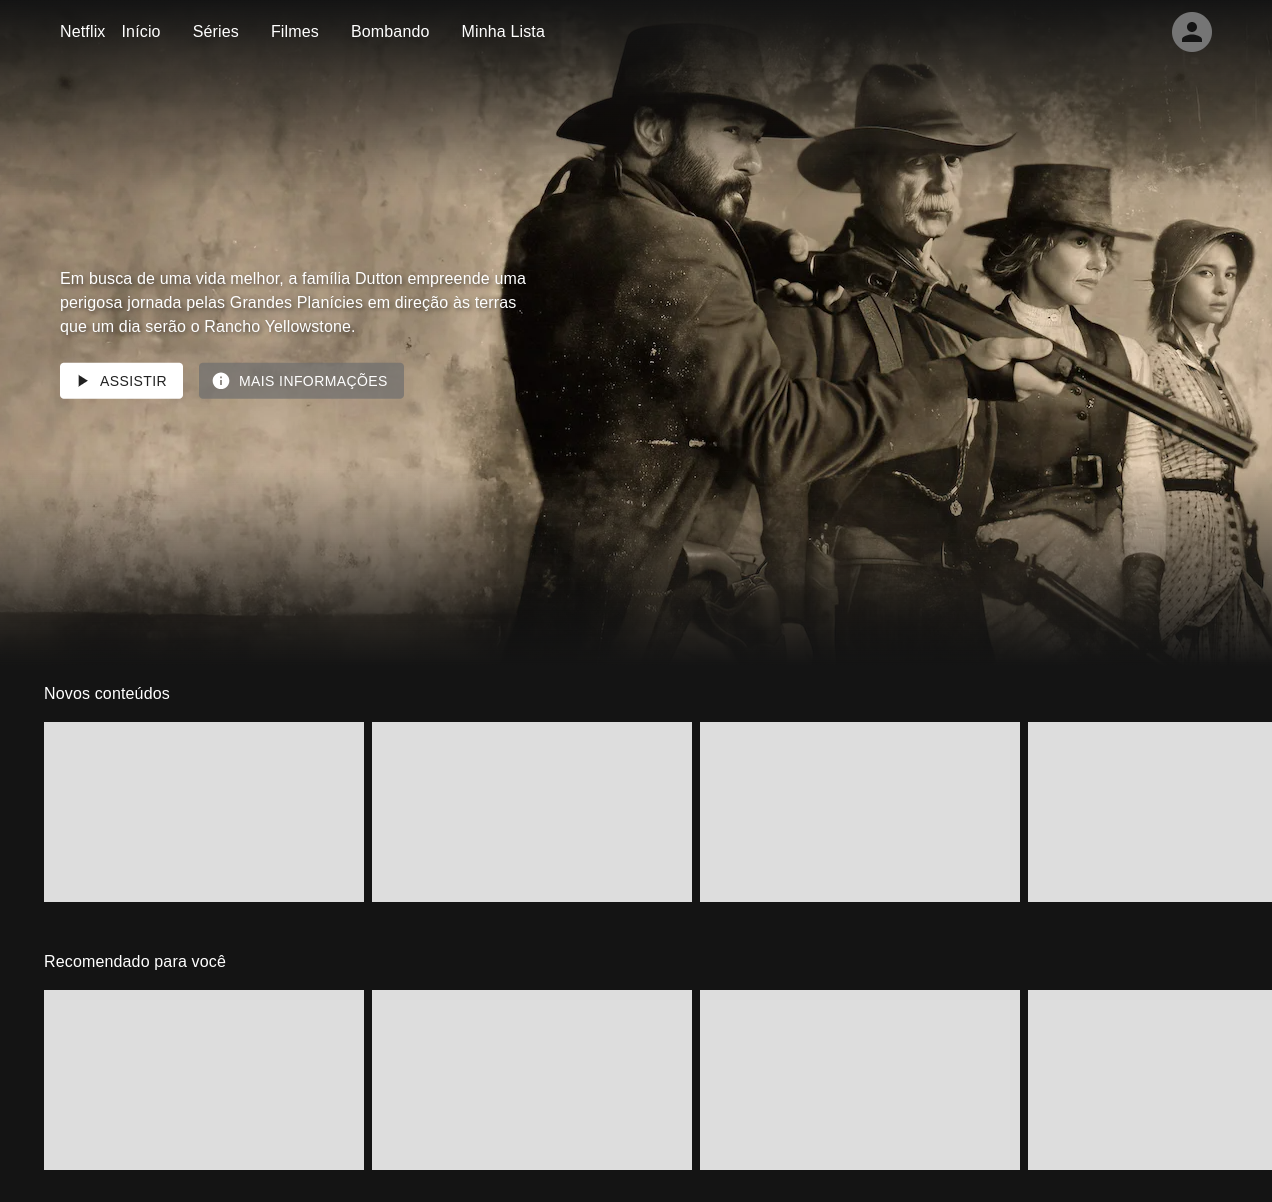 Netflix Início Séries Filmes Bombando Minha Lista
Em busca de uma vida melhor, a família Dutton empreende uma
perigosa jornada pelas Grandes Planícies em direção às terras
que um dia serão o Rancho Yellowstone.
ASSISTIR MAIS INFORMAÇÕES
Novos conteúdos
Recomendado para você